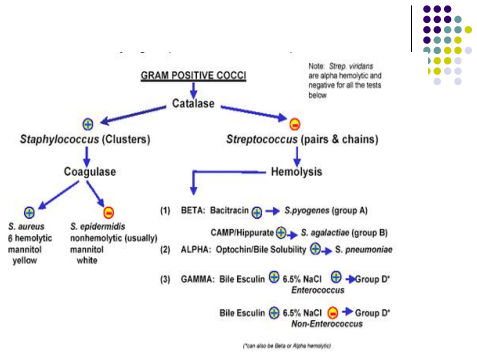 Note: Strep. viridans
are alpha hemolytic and
negative for all the tests
below
GRAM POSITIVE COCCI
Catalase
+ −
Staphylococcus (Clusters) Streptococcus (pairs & chains)
Coagulase Hemolysis
+ −
S. aureus S. epidermidis
hemolytic nonhemolytic (usually)
mannitol mannitol
yellow white
(1) BETA: Bacitracin + S.pyogenes (group A)
CAMP/Hippurate + S. agalactiae (group B)
(2) ALPHA: Optochin/Bile Solubility + S. pneumoniae
(3) GAMMA: Bile Esculin + 6.5% NaCl + Group D*
Enterococcus
Bile Esculin + 6.5% NaCl − Group D*
Non-Enterococcus
(*can also be Beta or Alpha hemolytic)